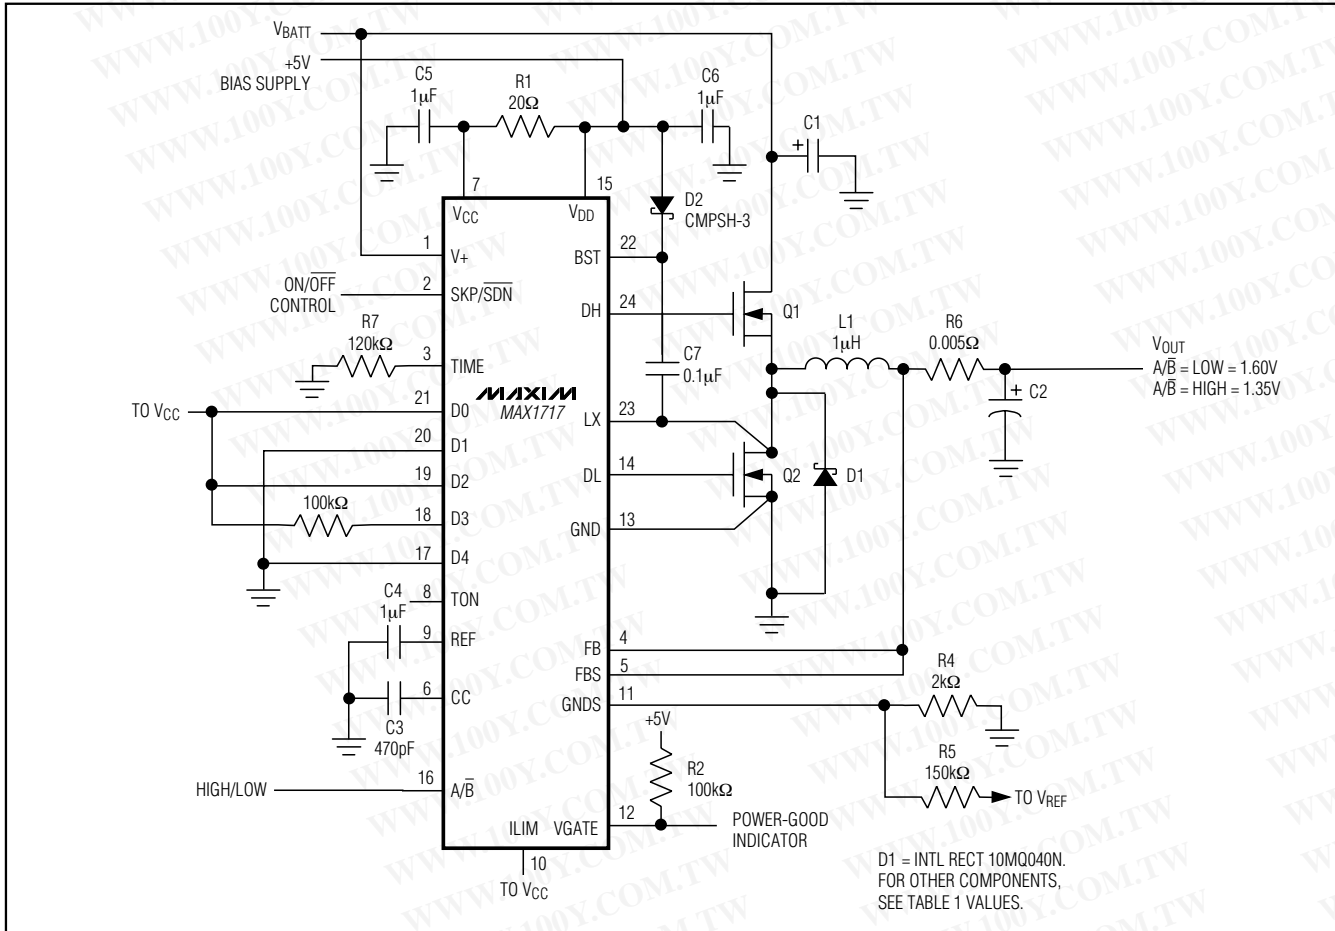 VBATT
+5V
BIAS SUPPLY
C5
1µF
R1
20Ω
C6
1µF
C1
+
7
15
VCC
VDD
D2
CMPSH-3
1
V+
22
BST
ON/OFF
CONTROL
2
SKP/SDN
24
DH
Q1
R7
120kΩ
3
TIME
C7
0.1µF
L1
1µH
R6
0.005Ω
VOUT
A/B = LOW = 1.60V
A/B = HIGH = 1.35V
+
C2
MAXIM
MAX1717
TO VCC
21
D0
23
LX
20
D1
19
D2
14
DL
Q2
D1
100kΩ
18
D3
13
GND
17
D4
C4
1µF
8
TON
9
REF
4
FB
5
FBS
6
CC
C3
470pF
11
GNDS
R4
2kΩ
+5V
R2
100kΩ
R5
150kΩ
TO VREF
HIGH/LOW
16
A/B
ILIM
VGATE
12
POWER-GOOD
INDICATOR
10
TO VCC
D1 = INTL RECT 10MQ040N.
FOR OTHER COMPONENTS,
SEE TABLE 1 VALUES.
WWW.100Y.COM.TW